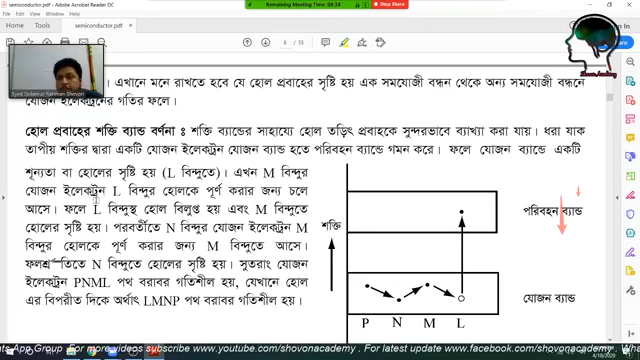 semiconductor.pdf - Adobe Acrobat Reader DC
File Edit View Window Help
Remaining Meeting Time: 08:28
Stop Share
Home Tools semiconductor.pdf
8 / 55
Syed Golamur Rahman Shovon
Shovon Academy
এখানে মনে রাখতে হবে যে হোল প্রবাহের সৃষ্টি হয় এক সমযোজী বন্ধন থেকে অন্য সমযোজী বন্ধনে
যোজন ইলেকট্রনের গতির ফলে।
হোল প্রবাহের শক্তি ব্যান্ড বর্ণনা: শক্তি ব্যান্ডের সাহায্যে হোল তড়িৎ প্রবাহকে সুন্দরভাবে ব্যাখ্যা করা যায়। ধরা যাক
তাপীয় শক্তির দ্বারা একটি যোজন ইলেকট্রন যোজন ব্যান্ড হতে পরিবহন ব্যান্ডে গমন করে। ফলে যোজন ব্যান্ডে একটি
শূন্যতা বা হোলের সৃষ্টি হয় (L বিন্দুতে)। এখন M বিন্দুর
যোজন ইলেকট্রন L বিন্দুর হোলকে পূর্ণ করার জন্য চলে
আসে। ফলে L বিন্দুস্থ হোল বিলুপ্ত হয় এবং M বিন্দুতে
হোলের সৃষ্টি হয়। পরবর্তীতে N বিন্দুর যোজন ইলেকট্রন M
বিন্দুর হোলকে পূর্ণ করার জন্য M বিন্দুতে আসে।
ফলশ্রুতিতে N বিন্দুতে হোলের সৃষ্টি হয়। সুতরাং যোজন
ইলেকট্রন PNML পথ বরাবর গতিশীল হয়, যেখানে হোল
এর বিপরীত দিকে অর্থাৎ LMNP পথ বরাবর গতিশীল হয়।
শক্তি
পরিবহন ব্যান্ড
যোজন ব্যান্ড
P N M L
4/18/2020
App Group . For more videos subscribe www.youtube.com/shovonacademy . For latest update www.facebook.com/shovonacademy .